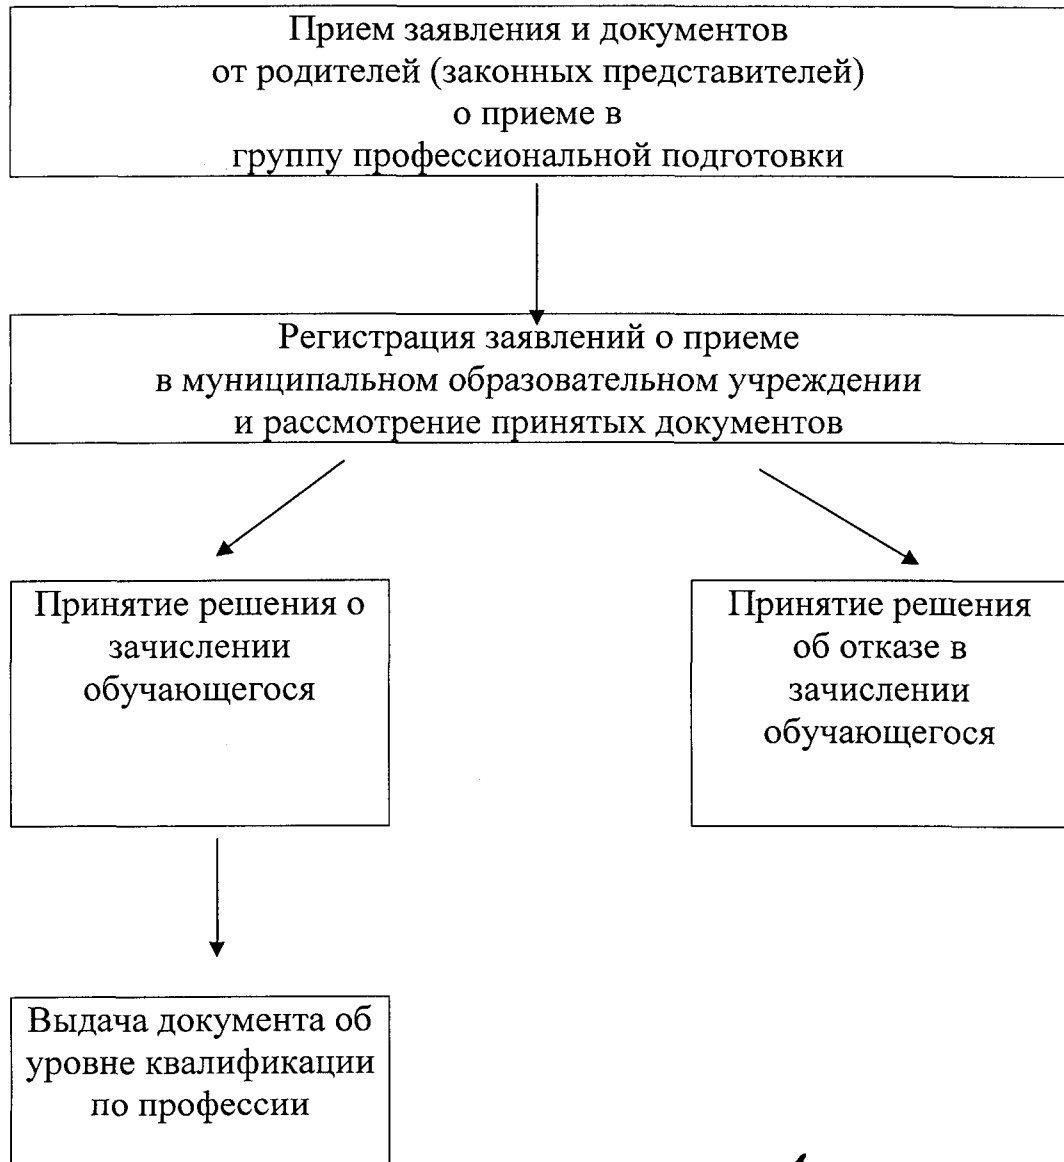 Прием заявления и документов
от родителей (законных представителей)
о приеме в
группу профессиональной подготовки
Регистрация заявлений о приеме
в муниципальном образовательном учреждении
и рассмотрение принятых документов
Принятие решения о
зачислении
обучающегося
Принятие решения
об отказе в
зачислении
обучающегося
Выдача документа об
уровне квалификации
по профессии